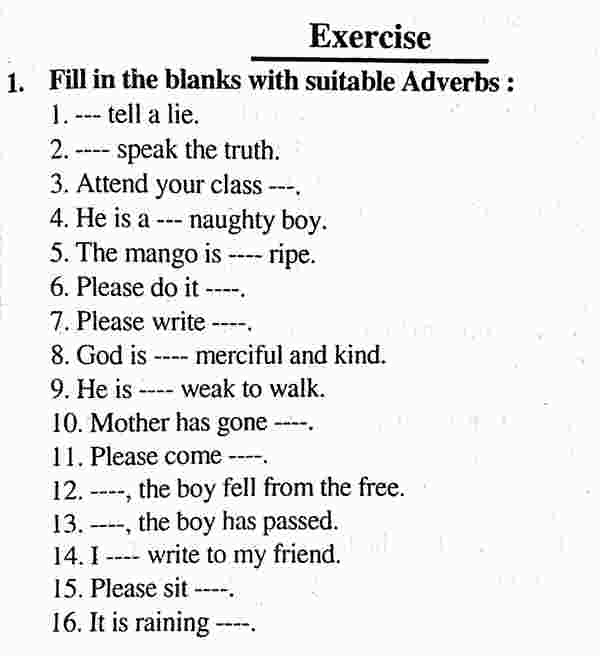 Exercise
1. Fill in the blanks with suitable Adverbs :
1. --- tell a lie.
2. ---- speak the truth.
3. Attend your class ---.
4. He is a --- naughty boy.
5. The mango is ---- ripe.
6. Please do it ----.
7. Please write ----.
8. God is ---- merciful and kind.
9. He is ---- weak to walk.
10. Mother has gone ----.
11. Please come ----.
12. ----, the boy fell from the free.
13. ----, the boy has passed.
14. I ---- write to my friend.
15. Please sit ----.
16. It is raining ----.